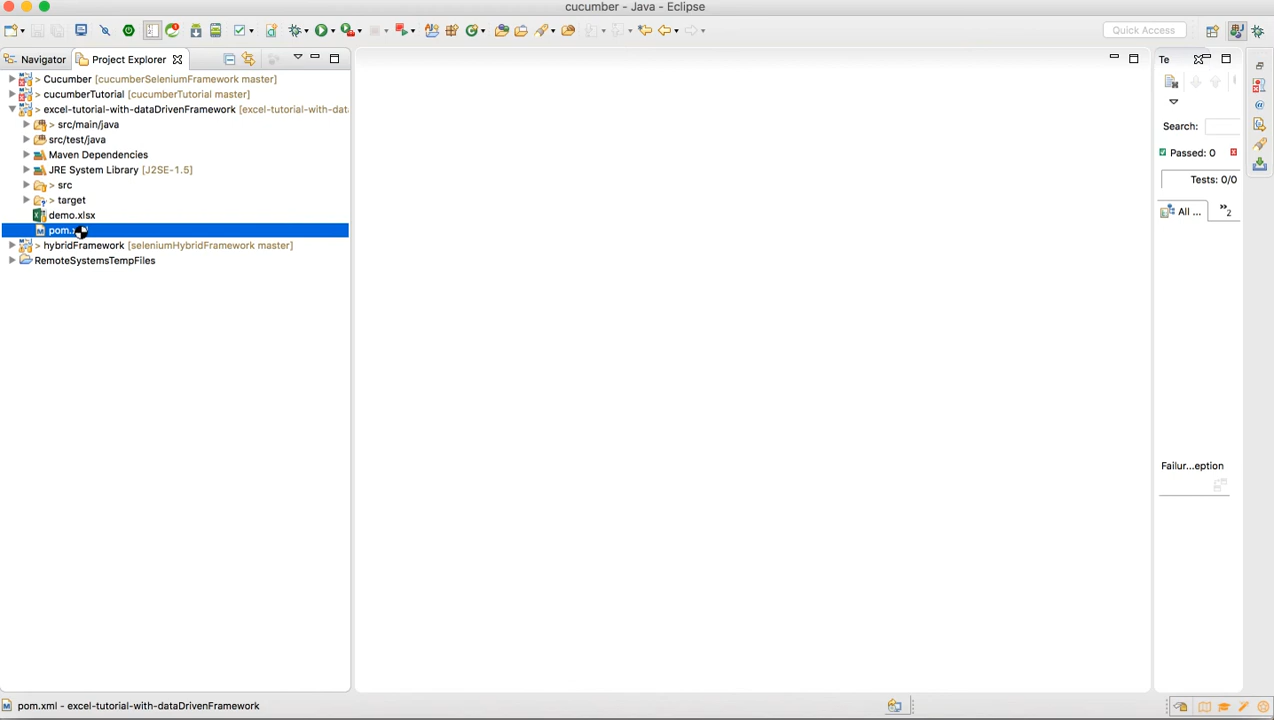 cucumber - Java - Eclipse
Quick Access
Navigator
Project Explorer
Te
> Cucumber [cucumberSeleniumFramework master]
> cucumberTutorial [cucumberTutorial master]
> excel-tutorial-with-dataDrivenFramework [excel-tutorial-with-dat
> src/main/java
src/test/java
Search:
Maven Dependencies
Passed: 0
JRE System Library [J2SE-1.5]
Tests: 0/0
> src
> target
All ...
»2
demo.xlsx
pom.
> hybridFramework [seleniumHybridFramework master]
RemoteSystemsTempFiles
Failur...eption
pom.xml - excel-tutorial-with-dataDrivenFramework